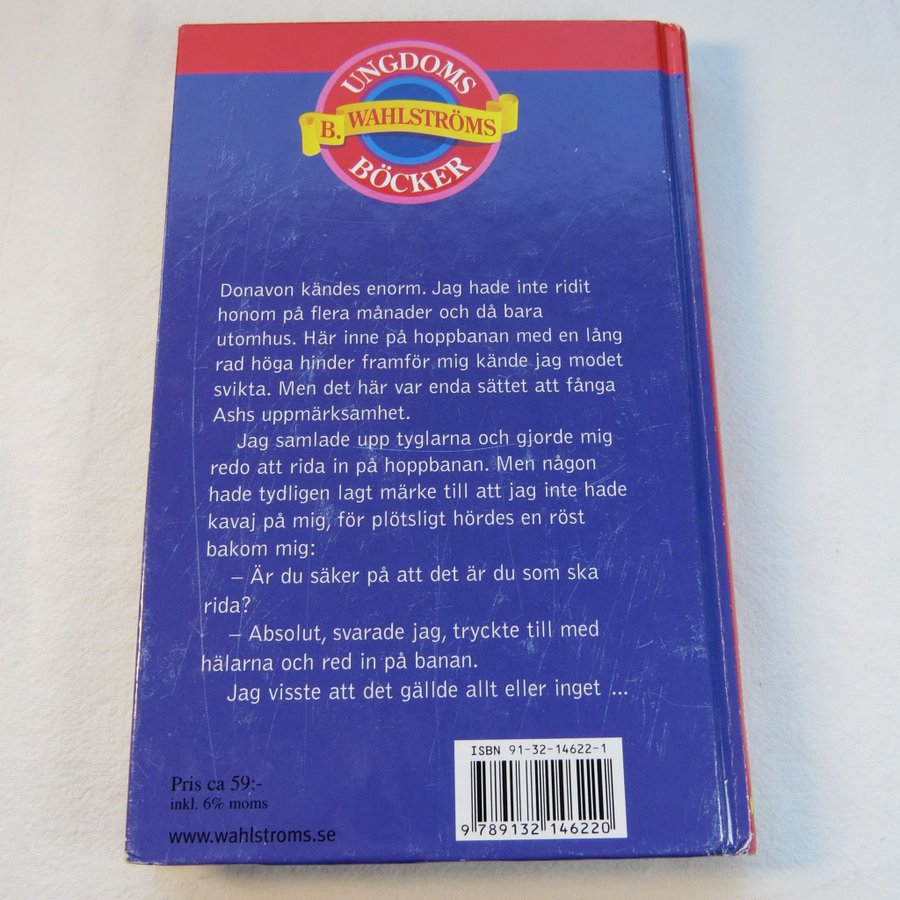 UNGDOMS
B. WAHLSTRÖMS
BÖCKER
Donavon kändes enorm. Jag hade inte ridit
honom på flera månader och då bara
utomhus. Här inne på hoppbanan med en lång
rad höga hinder framför mig kände jag modet
svikta. Men det här var enda sättet att fånga
Ashs uppmärksamhet.
Jag samlade upp tyglarna och gjorde mig
redo att rida in på hoppbanan. Men någon
hade tydligen lagt märke till att jag inte hade
kavaj på mig, för plötsligt hördes en röst
bakom mig:
– Är du säker på att det är du som ska
rida?
– Absolut, svarade jag, tryckte till med
hälarna och red in på banan.
Jag visste att det gällde allt eller inget ...
ISBN 91-32-14622-1
9 789132 146220
Pris ca 59:-
inkl. 6% moms
www.wahlstroms.se